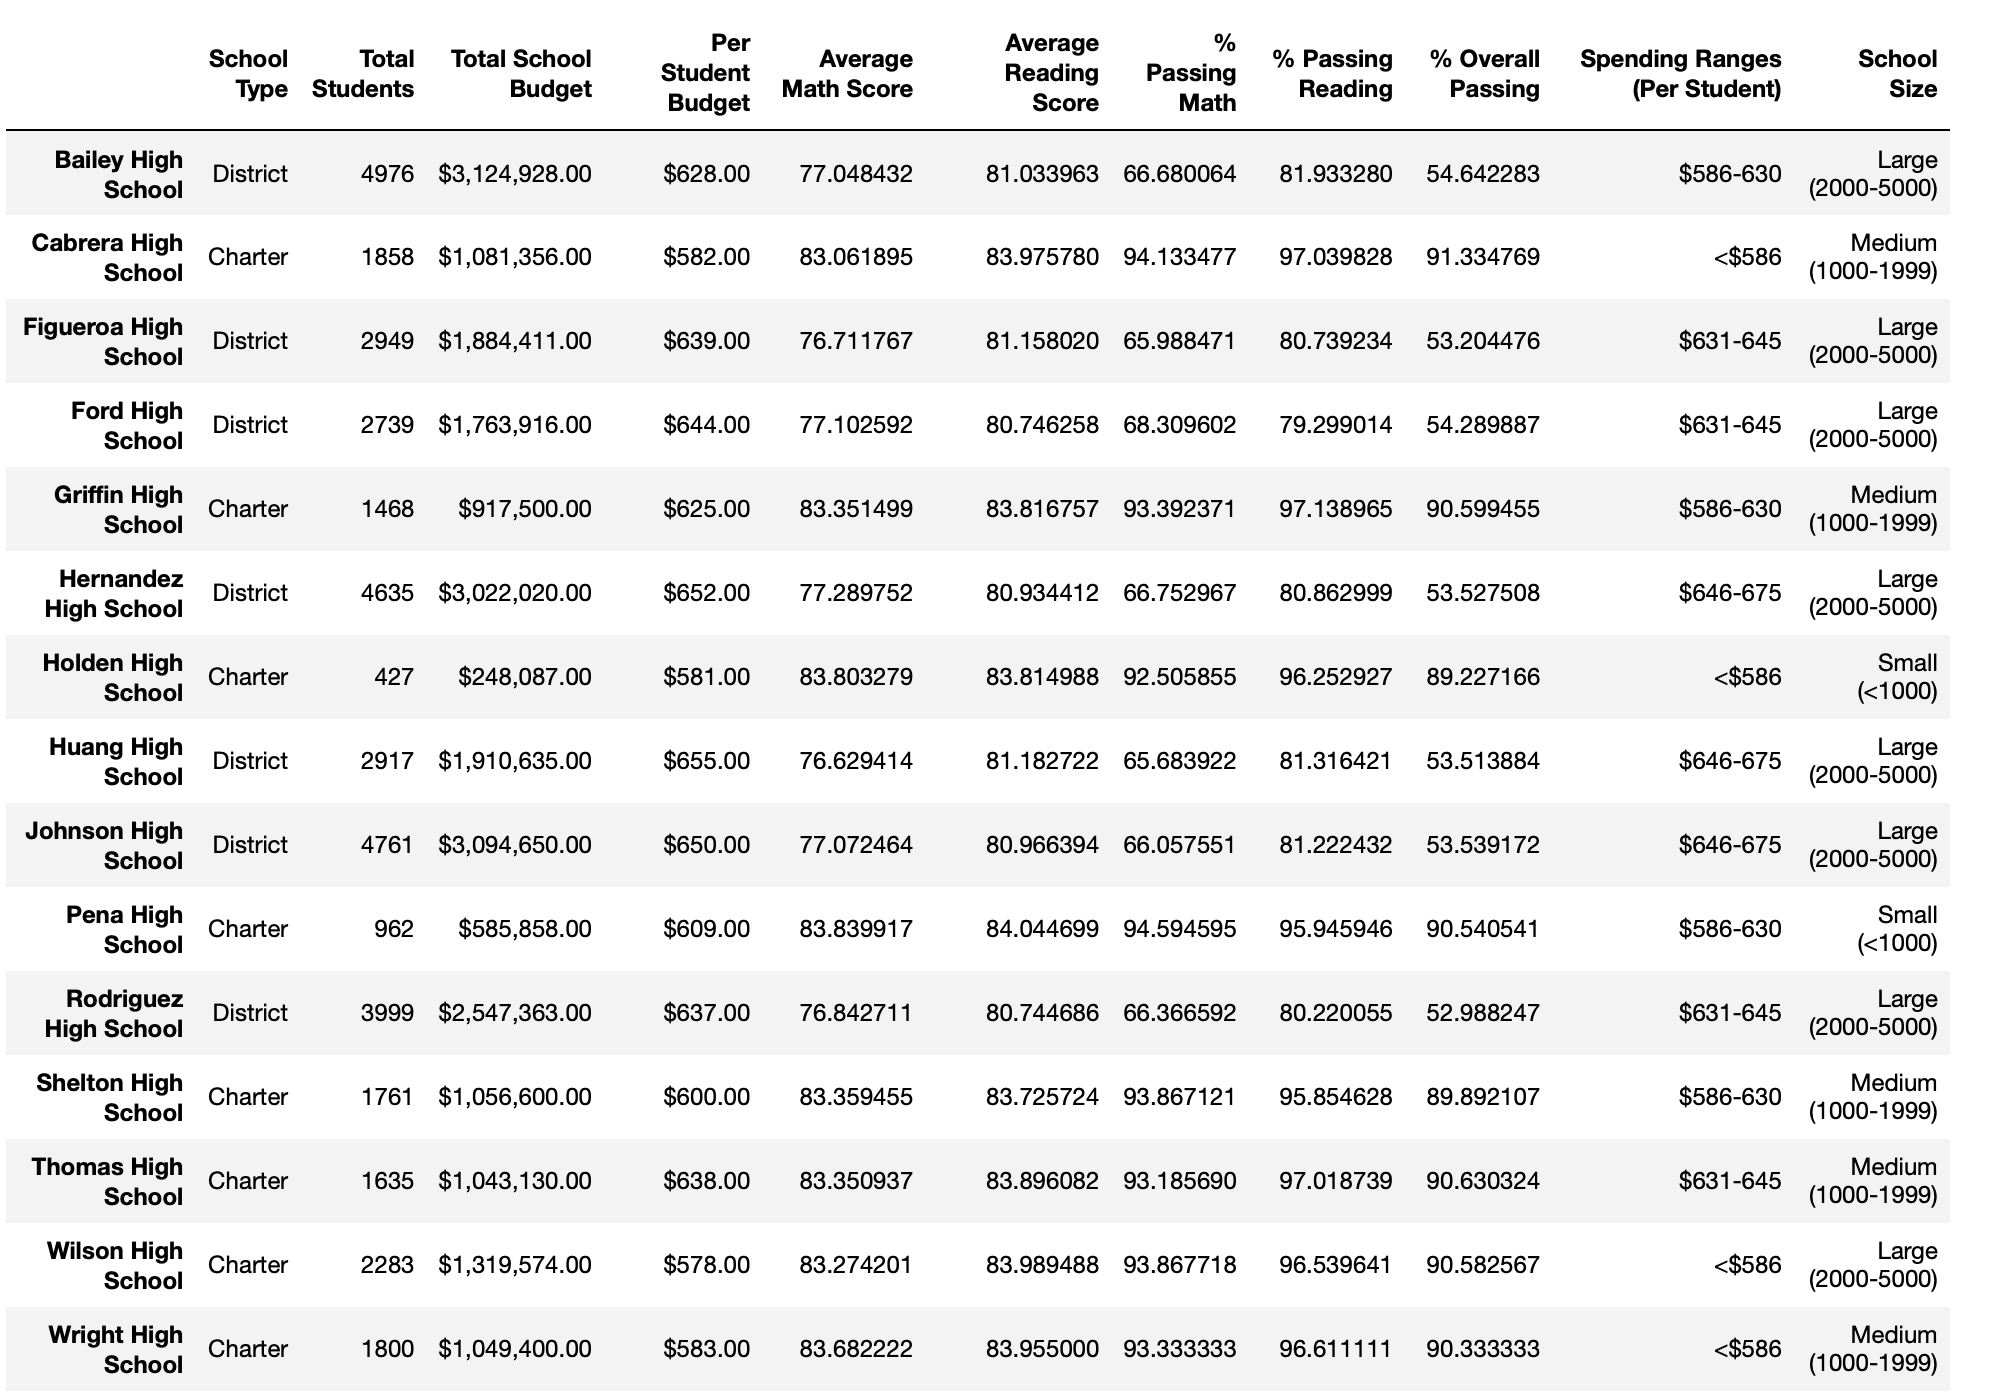 School Type Total Students Total School Budget Per Student Budget Average Math Score Average Reading Score % Passing Math % Passing Reading % Overall Passing Spending Ranges (Per Student) School Size
Bailey High School District 4976 $3,124,928.00 $628.00 77.048432 81.033963 66.680064 81.933280 54.642283 $586-630 Large (2000-5000)
Cabrera High School Charter 1858 $1,081,356.00 $582.00 83.061895 83.975780 94.133477 97.039828 91.334769 <$586 Medium (1000-1999)
Figueroa High School District 2949 $1,884,411.00 $639.00 76.711767 81.158020 65.988471 80.739234 53.204476 $631-645 Large (2000-5000)
Ford High School District 2739 $1,763,916.00 $644.00 77.102592 80.746258 68.309602 79.299014 54.289887 $631-645 Large (2000-5000)
Griffin High School Charter 1468 $917,500.00 $625.00 83.351499 83.816757 93.392371 97.138965 90.599455 $586-630 Medium (1000-1999)
Hernandez High School District 4635 $3,022,020.00 $652.00 77.289752 80.934412 66.752967 80.862999 53.527508 $646-675 Large (2000-5000)
Holden High School Charter 427 $248,087.00 $581.00 83.803279 83.814988 92.505855 96.252927 89.227166 <$586 Small (<1000)
Huang High School District 2917 $1,910,635.00 $655.00 76.629414 81.182722 65.683922 81.316421 53.513884 $646-675 Large (2000-5000)
Johnson High School District 4761 $3,094,650.00 $650.00 77.072464 80.966394 66.057551 81.222432 53.539172 $646-675 Large (2000-5000)
Pena High School Charter 962 $585,858.00 $609.00 83.839917 84.044699 94.594595 95.945946 90.540541 $586-630 Small (<1000)
Rodriguez High School District 3999 $2,547,363.00 $637.00 76.842711 80.744686 66.366592 80.220055 52.988247 $631-645 Large (2000-5000)
Shelton High School Charter 1761 $1,056,600.00 $600.00 83.359455 83.725724 93.867121 95.854628 89.892107 $586-630 Medium (1000-1999)
Thomas High School Charter 1635 $1,043,130.00 $638.00 83.350937 83.896082 93.185690 97.018739 90.630324 $631-645 Medium (1000-1999)
Wilson High School Charter 2283 $1,319,574.00 $578.00 83.274201 83.989488 93.867718 96.539641 90.582567 <$586 Large (2000-5000)
Wright High School Charter 1800 $1,049,400.00 $583.00 83.682222 83.955000 93.333333 96.611111 90.333333 <$586 Medium (1000-1999)